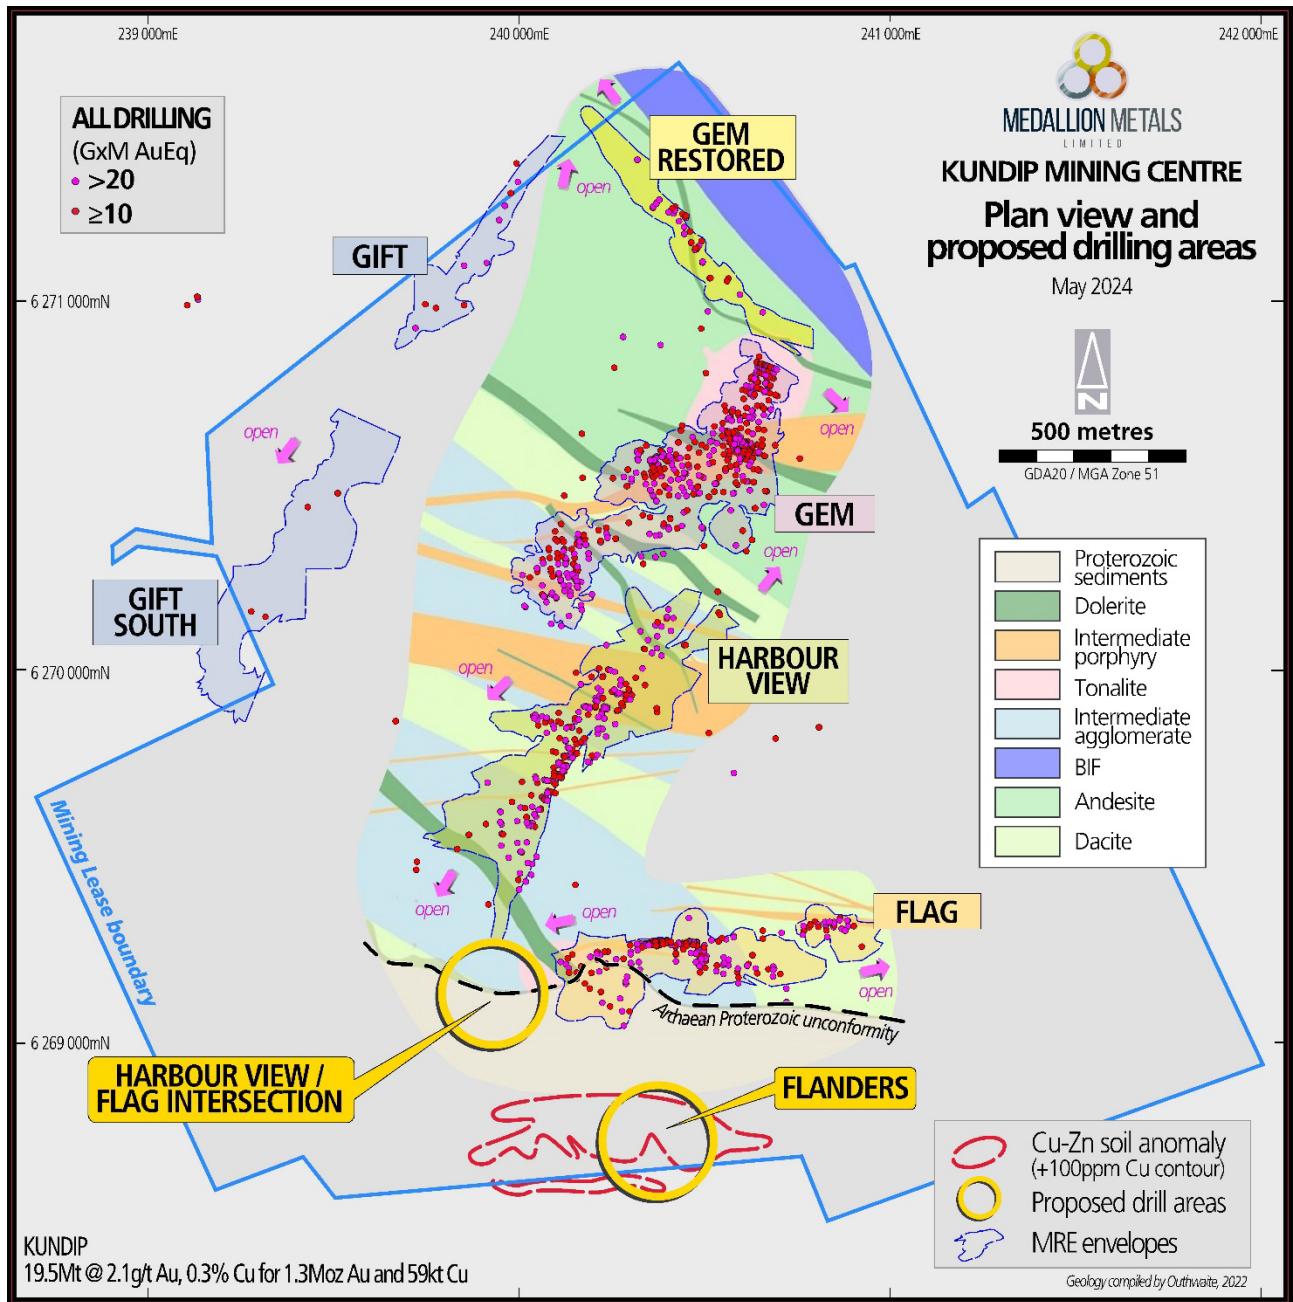 239 000mE
240 000mE
241 000mE
242 000mE
ALL DRILLING
(GxM AuEq)
>20
≥10
MEDALLION METALS
LIMITED
KUNDIP MINING CENTRE
Plan view and
proposed drilling areas
May 2024
GEM
RESTORED
open
GIFT
6 271 000mN
N
500 metres
GDA20 / MGA Zone 51
open
open
GEM
open
Proterozoic
sediments
Dolerite
Intermediate
porphyry
Tonalite
Intermediate
agglomerate
BIF
Andesite
Dacite
GIFT
SOUTH
6 270 000mN
open
HARBOUR
VIEW
Mining Lease boundary
open
open
FLAG
open
Archaean Proterozoic unconformity
6 269 000mN
HARBOUR VIEW /
FLAG INTERSECTION
FLANDERS
Cu-Zn soil anomaly
(+100ppm Cu contour)
Proposed drill areas
MRE envelopes
KUNDIP
19.5Mt @ 2.1g/t Au, 0.3% Cu for 1.3Moz Au and 59kt Cu
Geology compiled by Outhwaite, 2022